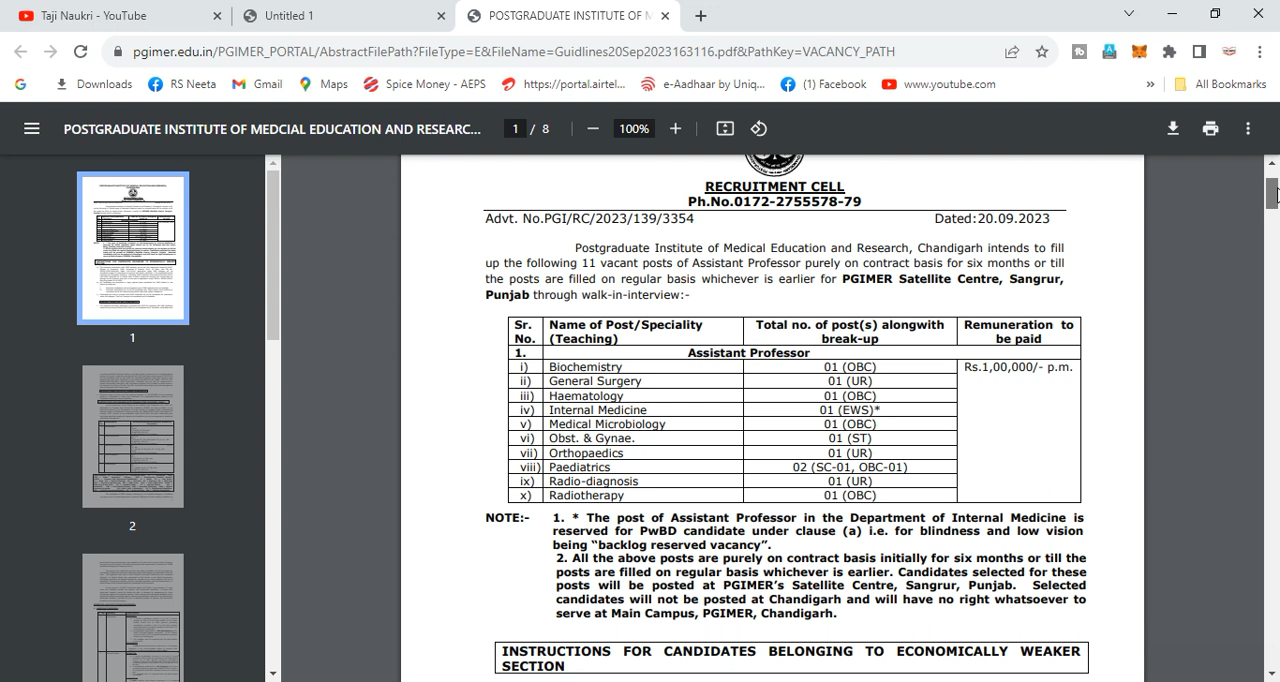 Taji Naukri - YouTube
Untitled 1
POSTGRADUATE INSTITUTE OF M
pgimer.edu.in/PGIMER_PORTAL/AbstractFilePath?FileType=E&FileName=Guidlines20Sep2023163116.pdf&PathKey=VACANCY_PATH
Downloads RS Neeta Gmail Maps Spice Money - AEPS https://portal.airtel... e-Aadhaar by Uniq... (1) Facebook www.youtube.com » All Bookmarks
POSTGRADUATE INSTITUTE OF MEDCIAL EDUCATION AND RESEARC... 1 / 8 100%
1
2
RECRUITMENT CELL
Ph.No.0172-2755578-79
Advt. No.PGI/RC/2023/139/3354 Dated:20.09.2023
Postgraduate Institute of Medical Education and Research, Chandigarh intends to fill
up the following 11 vacant posts of Assistant Professor purely on contract basis for six months or till
the posts are filled on regular basis whichever is earlier for PGIMER Satellite Centre, Sangrur,
Punjab through walk-in-interview:-
Sr. Name of Post/Speciality Total no. of post(s) alongwith Remuneration to
No. (Teaching) break-up be paid
1. Assistant Professor
i) Biochemistry 01 (OBC) Rs.1,00,000/- p.m.
ii) General Surgery 01 (UR)
iii) Haematology 01 (OBC)
iv) Internal Medicine 01 (EWS)*
v) Medical Microbiology 01 (OBC)
vi) Obst. & Gynae. 01 (ST)
vii) Orthopaedics 01 (UR)
viii) Paediatrics 02 (SC-01, OBC-01)
ix) Radio-diagnosis 01 (UR)
x) Radiotherapy 01 (OBC)
NOTE:- 1. * The post of Assistant Professor in the Department of Internal Medicine is
reserved for PwBD candidate under clause (a) i.e. for blindness and low vision
being "backlog reserved vacancy".
2. All the above posts are purely on contract basis initially for six months or till the
posts are filled on regular basis whichever is earlier. Candidates selected for these
posts will be posted at PGIMER's Satellite Centre, Sangrur, Punjab. Selected
candidates will not be posted at Chandigarh and will have no right whatsoever to
serve at Main Campus, PGIMER, Chandigarh.
INSTRUCTIONS FOR CANDIDATES BELONGING TO ECONOMICALLY WEAKER
SECTION